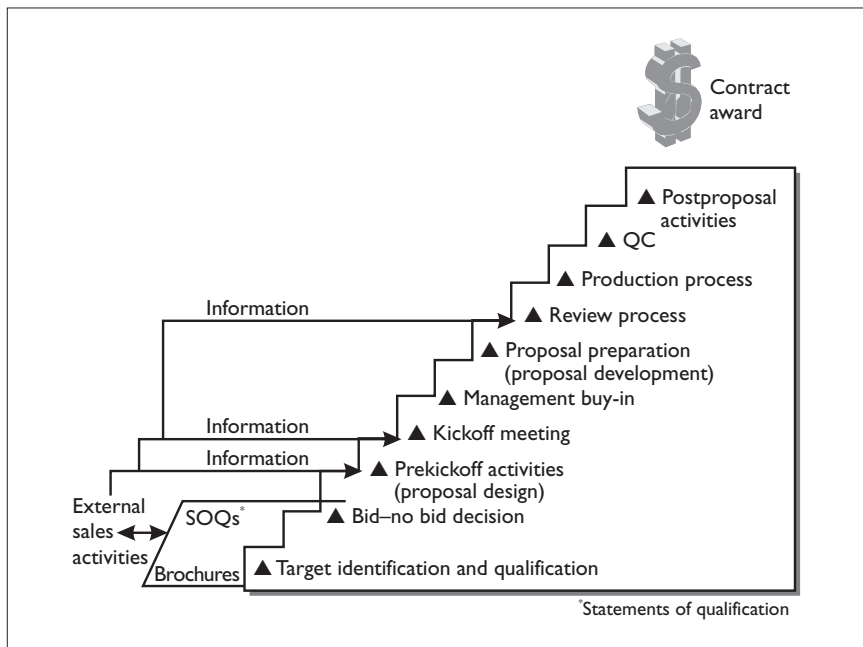 Contract
award
▲ Postproposal
activities
▲ QC
▲ Production process
Information
▲ Review process
▲ Proposal preparation
(proposal development)
▲ Management buy-in
Information
▲ Kickoff meeting
Information
▲ Prekickoff activities
(proposal design)
External
sales
activities
SOQs*
▲ Bid–no bid decision
Brochures
▲ Target identification and qualification
*Statements of qualification